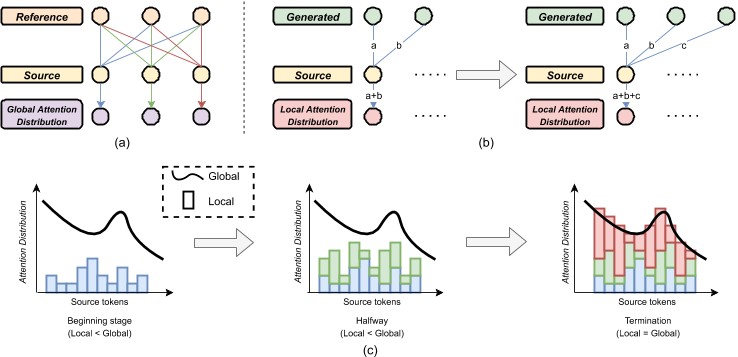 Reference
Source
Global Attention
Distribution
(a)
Generated
a
b
Source
.....
a+b
Local Attention
Distribution
.....
Generated
a
b
c
Source
.....
a+b+c
Local Attention
Distribution
.....
(b)
Global
Local
Attention Distribution
Source tokens
Beginning stage
(Local < Global)
Attention Distribution
Source tokens
Halfway
(Local < Global)
Attention Distribution
Source tokens
Termination
(Local = Global)
(c)